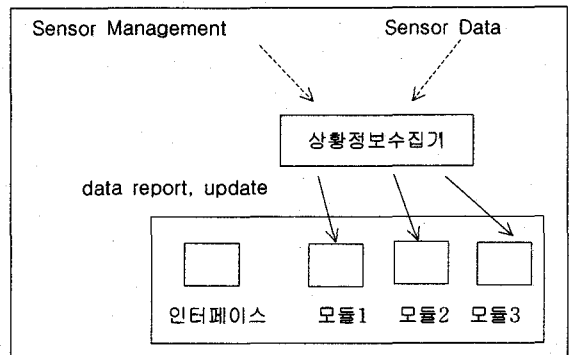 Sensor Management Sensor Data
상황정보수집기
data report, update
인터페이스 모듈1 모듈2 모듈3